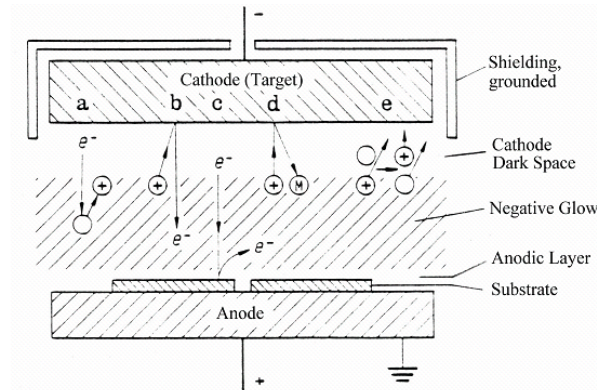 -
Cathode (Target)
Shielding,
grounded
a b c d e
e⁻ e⁻
Cathode
Dark Space
+ + + M + +
Negative Glow
e⁻ e⁻
Anodic Layer
Substrate
Anode
+